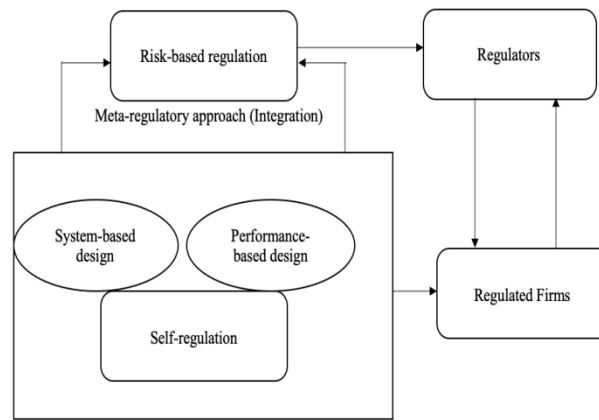 Risk-based regulation
Regulators
Meta-regulatory approach (Integration)
System-based
design
Performance-
based design
Self-regulation
Regulated Firms